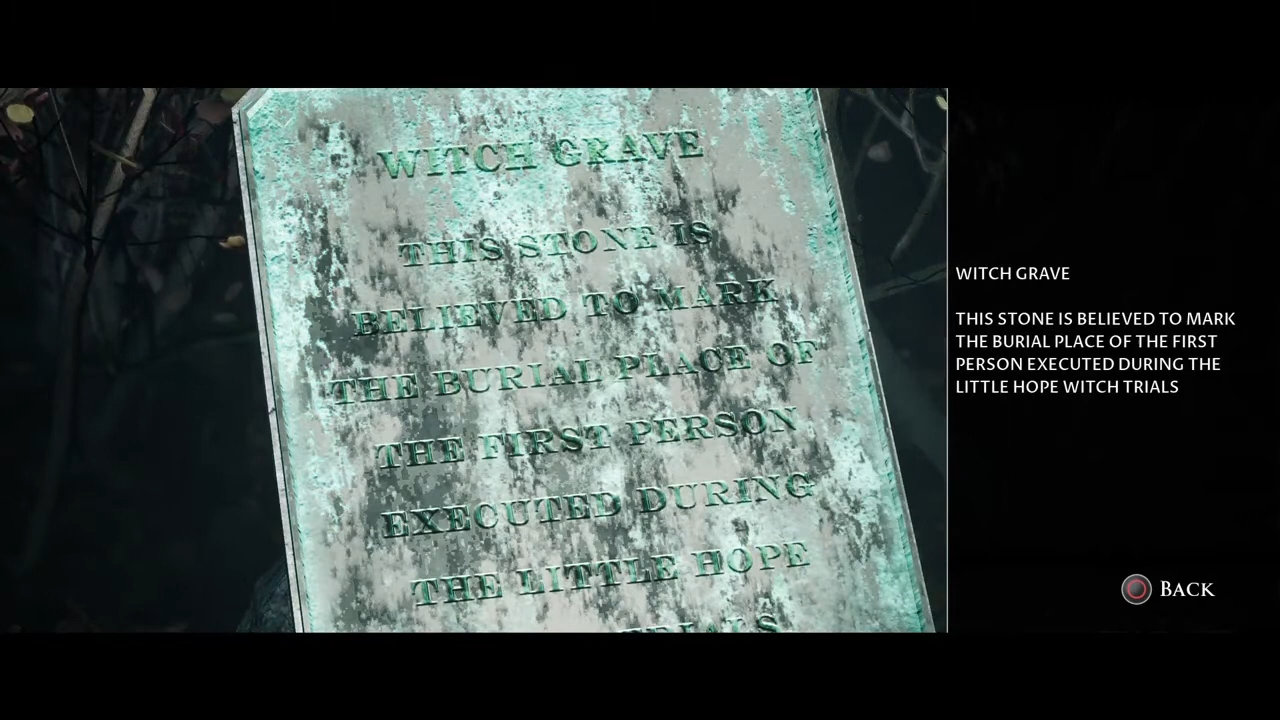 WITCH GRAVE
THIS STONE IS
BELIEVED TO MARK
THE BURIAL PLACE OF
THE FIRST PERSON
EXECUTED DURING
THE LITTLE HOPE
TRIALS
WITCH GRAVE
THIS STONE IS BELIEVED TO MARK
THE BURIAL PLACE OF THE FIRST
PERSON EXECUTED DURING THE
LITTLE HOPE WITCH TRIALS
BACK